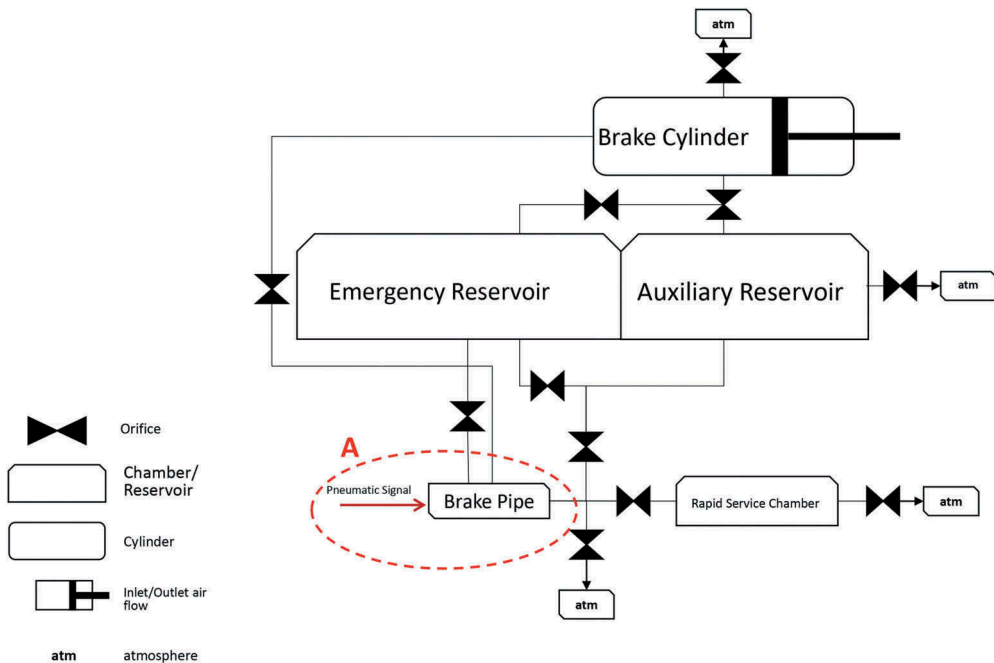 atm
Brake Cylinder
Emergency Reservoir
Auxiliary Reservoir
atm
A
Pneumatic Signal
Brake Pipe
Rapid Service Chamber
atm
atm
Orifice
Chamber/
Reservoir
Cylinder
Inlet/Outlet air
flow
atm
atmosphere